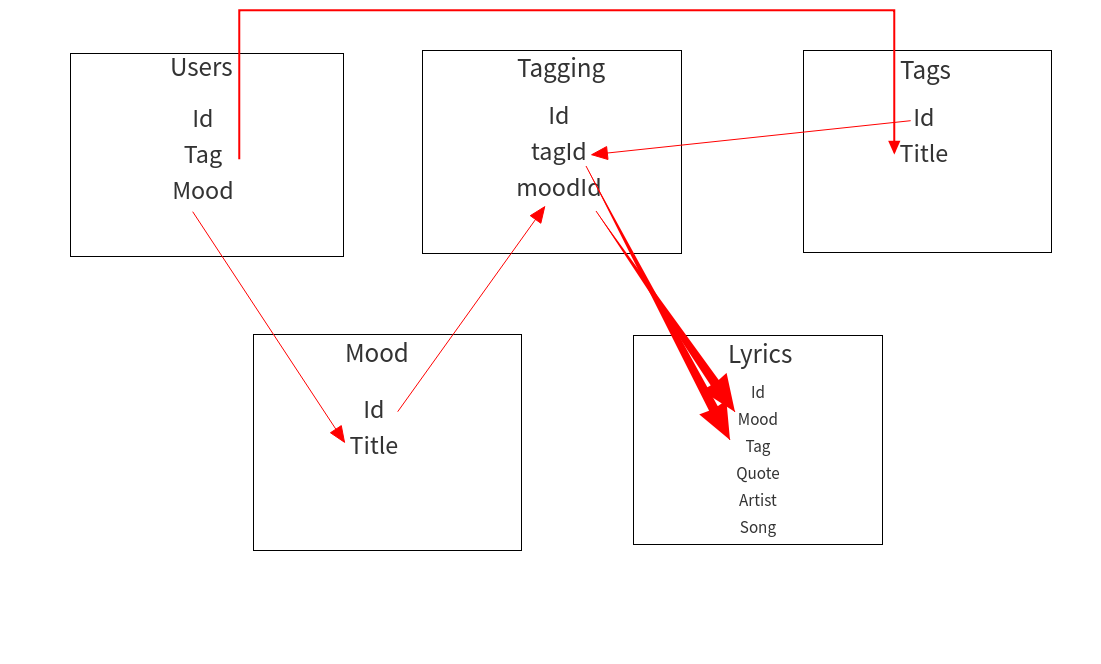 Users
Id
Tag
Mood
Tagging
Id
tagId
moodId
Tags
Id
Title
Mood
Id
Title
Lyrics
Id
Mood
Tag
Quote
Artist
Song